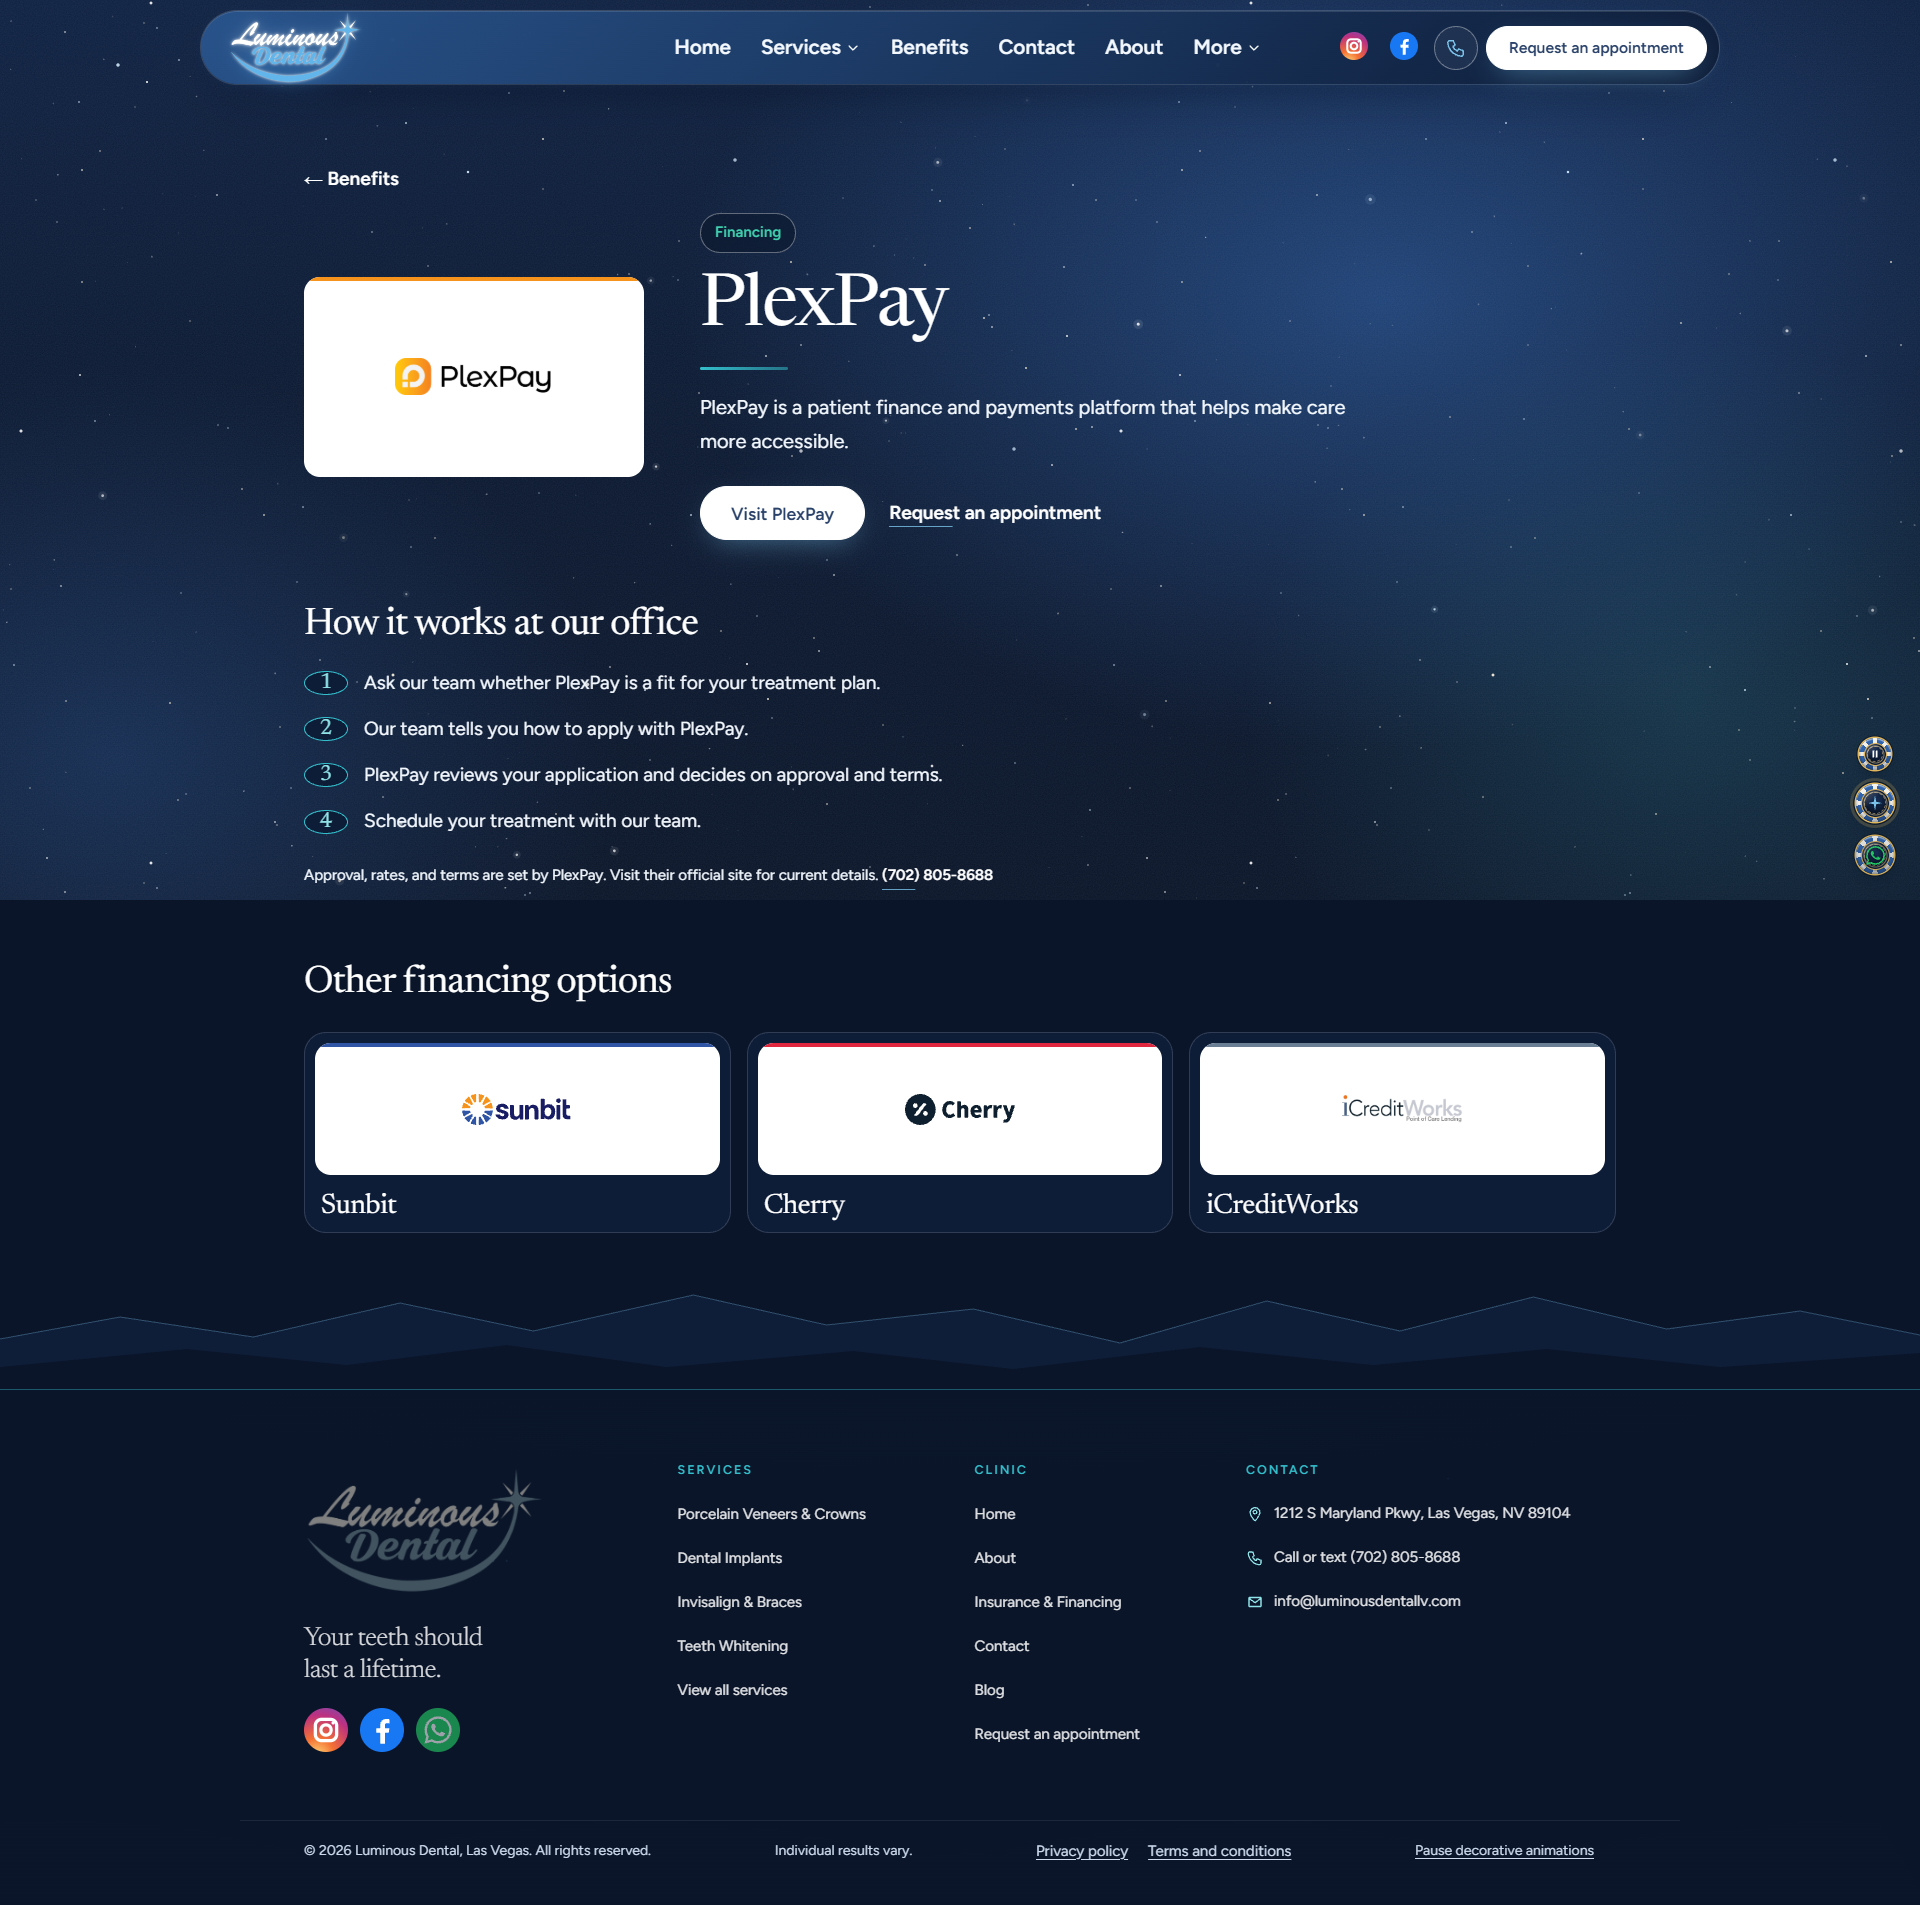 Luminous
Dental
Home
Services
Benefits
Contact
About
More
Request an appointment
← Benefits
Financing
PlexPay
PlexPay
PlexPay is a patient finance and payments platform that helps make care
more accessible.
Visit PlexPay
Request an appointment
How it works at our office
1 Ask our team whether PlexPay is a fit for your treatment plan.
2 Our team tells you how to apply with PlexPay.
3 PlexPay reviews your application and decides on approval and terms.
4 Schedule your treatment with our team.
Approval, rates, and terms are set by PlexPay. Visit their official site for current details. (702) 805-8688
Other financing options
sunbit
Sunbit
Cherry
Cherry
iCreditWorks
Point of Care Lending
iCreditWorks
Luminous
Dental
Your teeth should
last a lifetime.
SERVICES
Porcelain Veneers & Crowns
Dental Implants
Invisalign & Braces
Teeth Whitening
View all services
CLINIC
Home
About
Insurance & Financing
Contact
Blog
Request an appointment
CONTACT
1212 S Maryland Pkwy, Las Vegas, NV 89104
Call or text (702) 805-8688
info@luminousdentallv.com
© 2026 Luminous Dental, Las Vegas. All rights reserved.
Individual results vary.
Privacy policy
Terms and conditions
Pause decorative animations